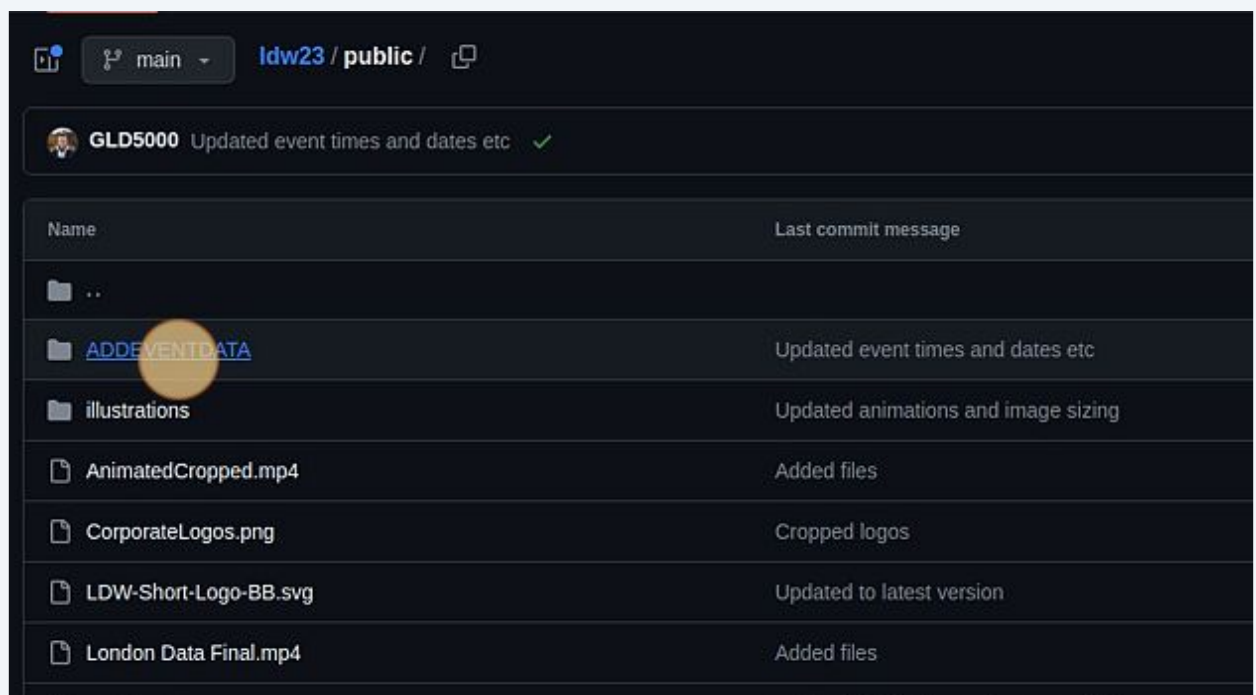 main
ldw23 / public /
GLD5000 Updated event times and dates etc
Name Last commit message
..
ADDEVENTDATA Updated event times and dates etc
illustrations Updated animations and image sizing
AnimatedCropped.mp4 Added files
CorporateLogos.png Cropped logos
LDW-Short-Logo-BB.svg Updated to latest version
London Data Final.mp4 Added files